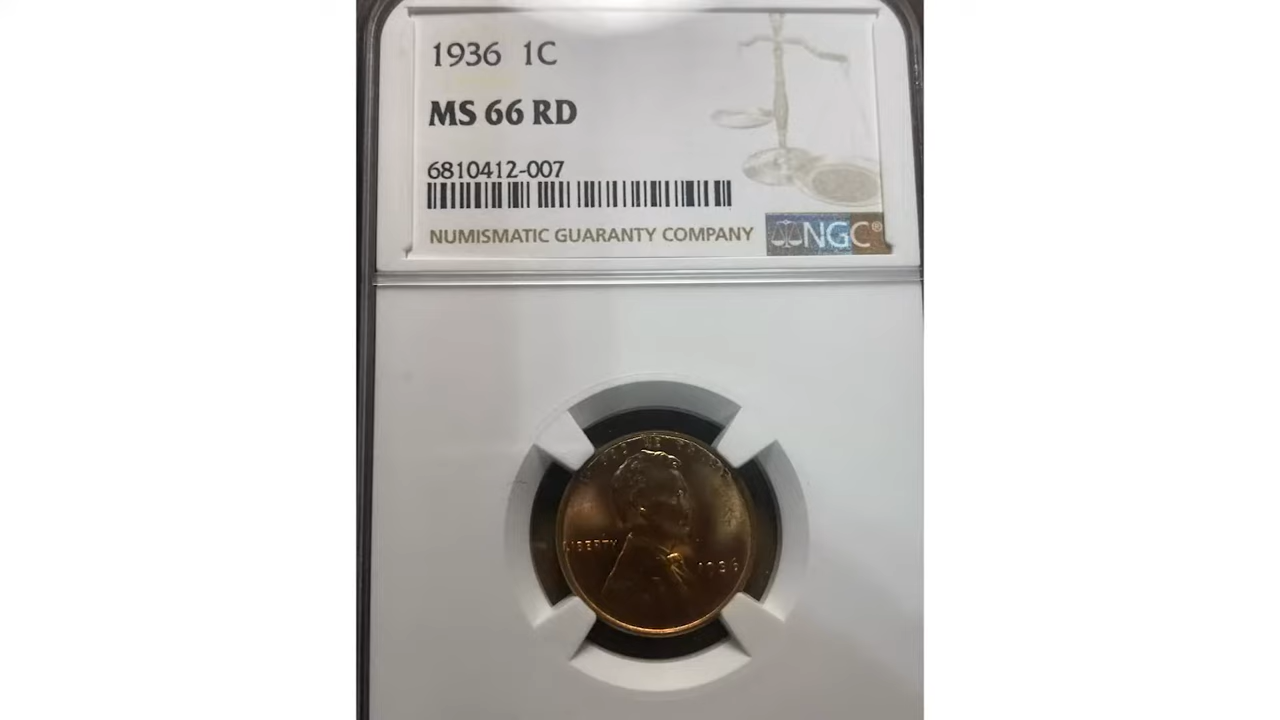 1936 1C
MS 66 RD
6810412-007
NUMISMATIC GUARANTY COMPANY
NGC®
LIBERTY
1936